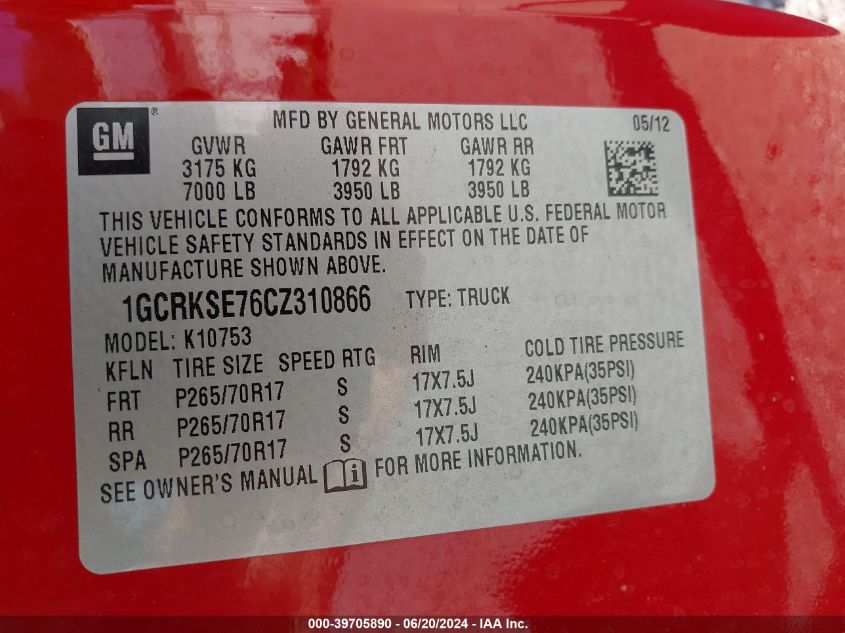 GM ®
MFD BY GENERAL MOTORS LLC 05/12
GVWR GAWR FRT GAWR RR
3175 KG 1792 KG 1792 KG
7000 LB 3950 LB 3950 LB
THIS VEHICLE CONFORMS TO ALL APPLICABLE U.S. FEDERAL MOTOR
VEHICLE SAFETY STANDARDS IN EFFECT ON THE DATE OF
MANUFACTURE SHOWN ABOVE.
1GCRKSE76CZ310866 TYPE: TRUCK
MODEL: K10753
KFLN TIRE SIZE SPEED RTG RIM COLD TIRE PRESSURE
FRT P265/70R17 S 17X7.5J 240KPA(35PSI)
RR P265/70R17 S 17X7.5J 240KPA(35PSI)
SPA P265/70R17 S 17X7.5J 240KPA(35PSI)
SEE OWNER'S MANUAL i FOR MORE INFORMATION.
000-39705890 - 06/20/2024 - IAA Inc.